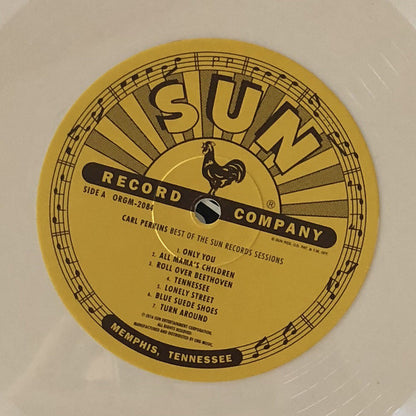 SUN
RECORD COMPANY
®
SIDE A ORGM-2084
CARL PERKINS BEST OF THE SUN RECORDS SESSIONS
1. ONLY YOU
2. ALL MAMA'S CHILDREN
3. ROLL OVER BEETHOVEN
4. TENNESSEE
5. LONELY STREET
6. BLUE SUEDE SHOES
7. TURN AROUND
MEMPHIS, TENNESSEE